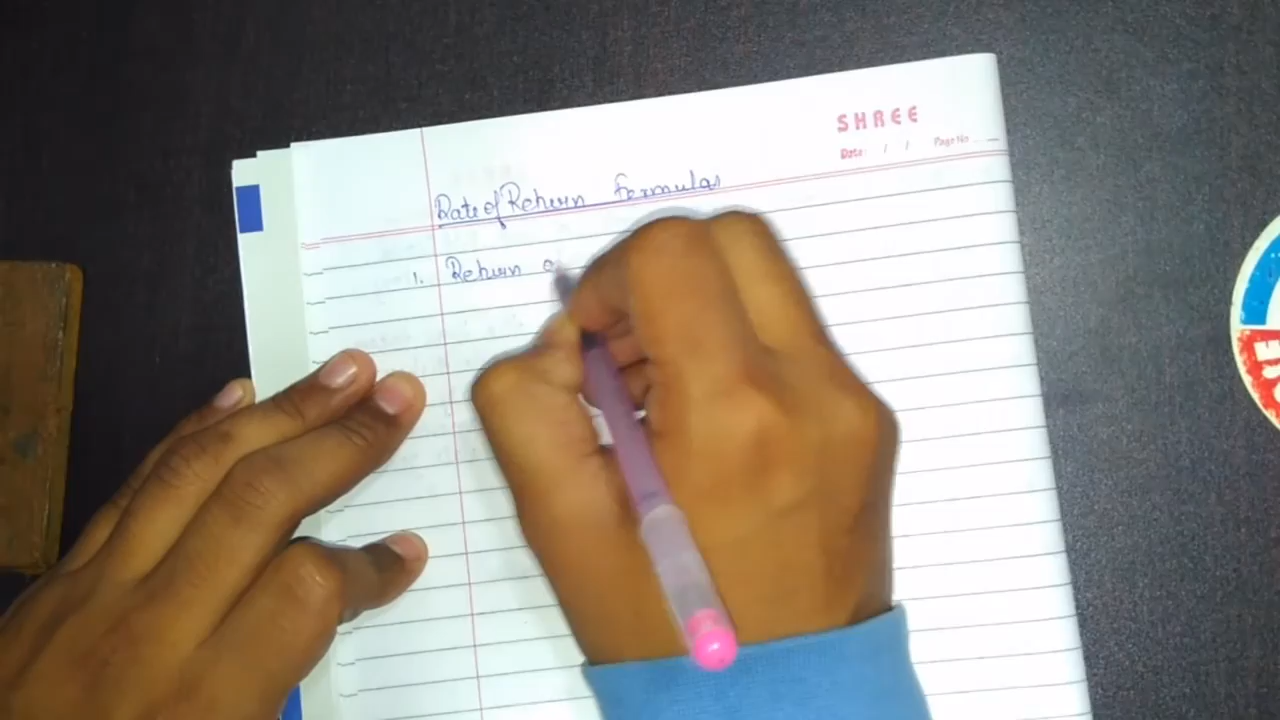 SHREE
Date: / / Page No.
Rate of Return Formulas
1. Return o